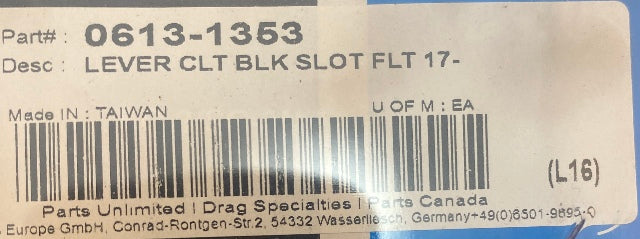 Part# : 0613-1353
Desc : LEVER CLT BLK SLOT FLT 17-
Made IN : TAIWAN U OF M : EA
(L16)
Parts Unlimited | Drag Specialties | Parts Canada
Europe GmbH, Conrad-Rontgen-Str.2, 54332 Wasserliesch, Germany+49(0)6501-9695-0